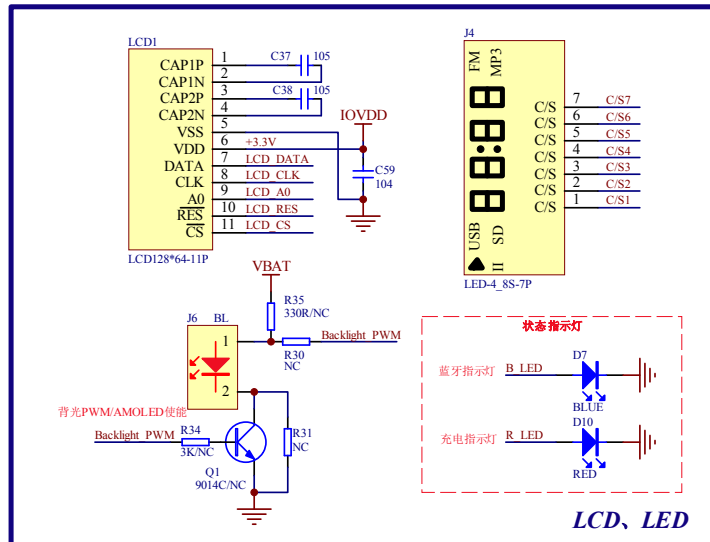 LCD1
CAP1P 1
CAP1N 2
CAP2P 3
CAP2N 4
VSS 5
VDD 6 +3.3V
DATA 7 LCD_DATA
CLK 8 LCD_CLK
A0 9 LCD_A0
RES 10 LCD_RES
CS 11 LCD_CS
LCD128*64-11P
C37 105
C38 105
IOVDD
C59
104
J4
FM
MP3
USB
SD
II
C/S 7 C/S7
C/S 6 C/S6
C/S 5 C/S5
C/S 4 C/S4
C/S 3 C/S3
C/S 2 C/S2
C/S 1 C/S1
LED-4_8S-7P
VBAT
R35
330R/NC
J6 BL
1
2
R30
NC
Backlight_PWM
背光PWM/AMOLED使能
Backlight_PWM
R34
3K/NC
Q1
9014C/NC
R31
NC
状态指示灯
蓝牙指示灯 B_LED
D7
BLUE
充电指示灯 R_LED
D10
RED
LCD、LED